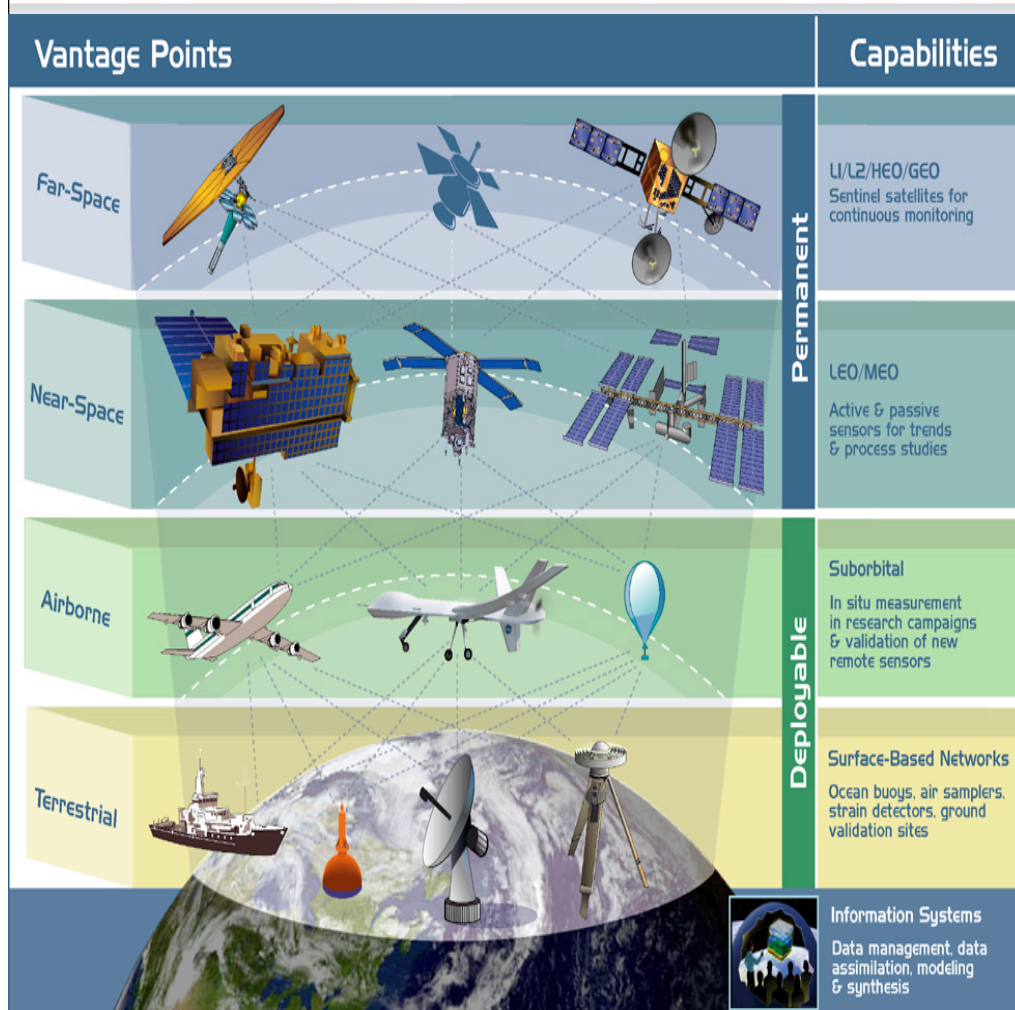 Vantage Points
Capabilities
Far-Space
Permanent
L1/L2/HEO/GEO
Sentinel satellites for
continuous monitoring
Near-Space
LEO/MEO
Active & passive
sensors for trends
& process studies
Airborne
Deployable
Suborbital
In situ measurement
in research campaigns
& validation of new
remote sensors
Terrestrial
Surface-Based Networks
Ocean buoys, air samplers,
strain detectors, ground
validation sites
Information Systems
Data management, data
assimilation, modeling
& synthesis